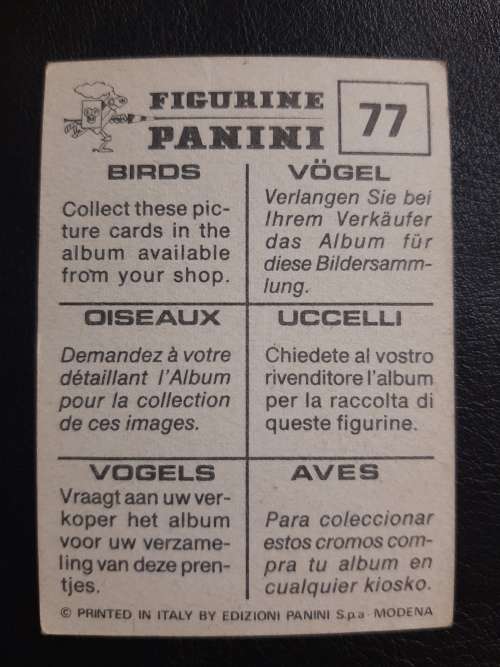 FIGURINE
PANINI
77
BIRDS
Collect these pic-
ture cards in the
album available
from your shop.
VÖGEL
Verlangen Sie bei
Ihrem Verkäufer
das Album für
diese Bildersamm-
lung.
OISEAUX
Demandez à votre
détaillant l'Album
pour la collection
de ces images.
UCCELLI
Chiedete al vostro
rivenditore l'album
per la raccolta di
queste figurine.
VOGELS
Vraagt aan uw ver-
koper het album
voor uw verzame-
ling van deze pren-
tjes.
AVES
Para coleccionar
estos cromos com-
pra tu album en
cualquier kiosko.
© PRINTED IN ITALY BY EDIZIONI PANINI S.p.a. MODENA